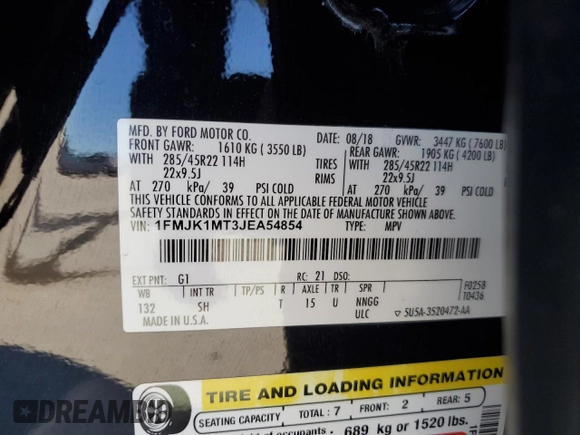 MFD. BY FORD MOTOR CO. DATE: 08/18 GVWR: 3447 KG ( 7600 LB)
FRONT GAWR: 1610 KG ( 3550 LB) REAR GAWR: 1905 KG ( 4200 LB)
WITH 285/45R22 114H TIRES WITH 285/45R22 114H
22x9.5J RIMS 22x9.5J
AT 270 kPa/ 39 PSI COLD AT 270 kPa/ 39 PSI COLD
THIS VEHICLE CONFORMS TO ALL APPLICABLE FEDERAL MOTOR VEHICLE
SAFETY STANDARDS IN EFFECT ON THE DATE OF MANUFACTURE SHOWN ABOVE.
VIN: 1FMJK1MT3JEA54854 TYPE: MPV
EXT PNT: G1 RC: 21 DSO: F0258
WB INT TR TP/PS R AXLE TR SPR T0436
132 SH T 15 U NNGG
MADE IN U.S.A. ULC 5U5A-3520472-AA
TIRE AND LOADING INFORMATION
SEATING CAPACITY TOTAL : 7 FRONT: 2 REAR: 5
of occupants 689 kg or 1520 lbs.
DREAMBID